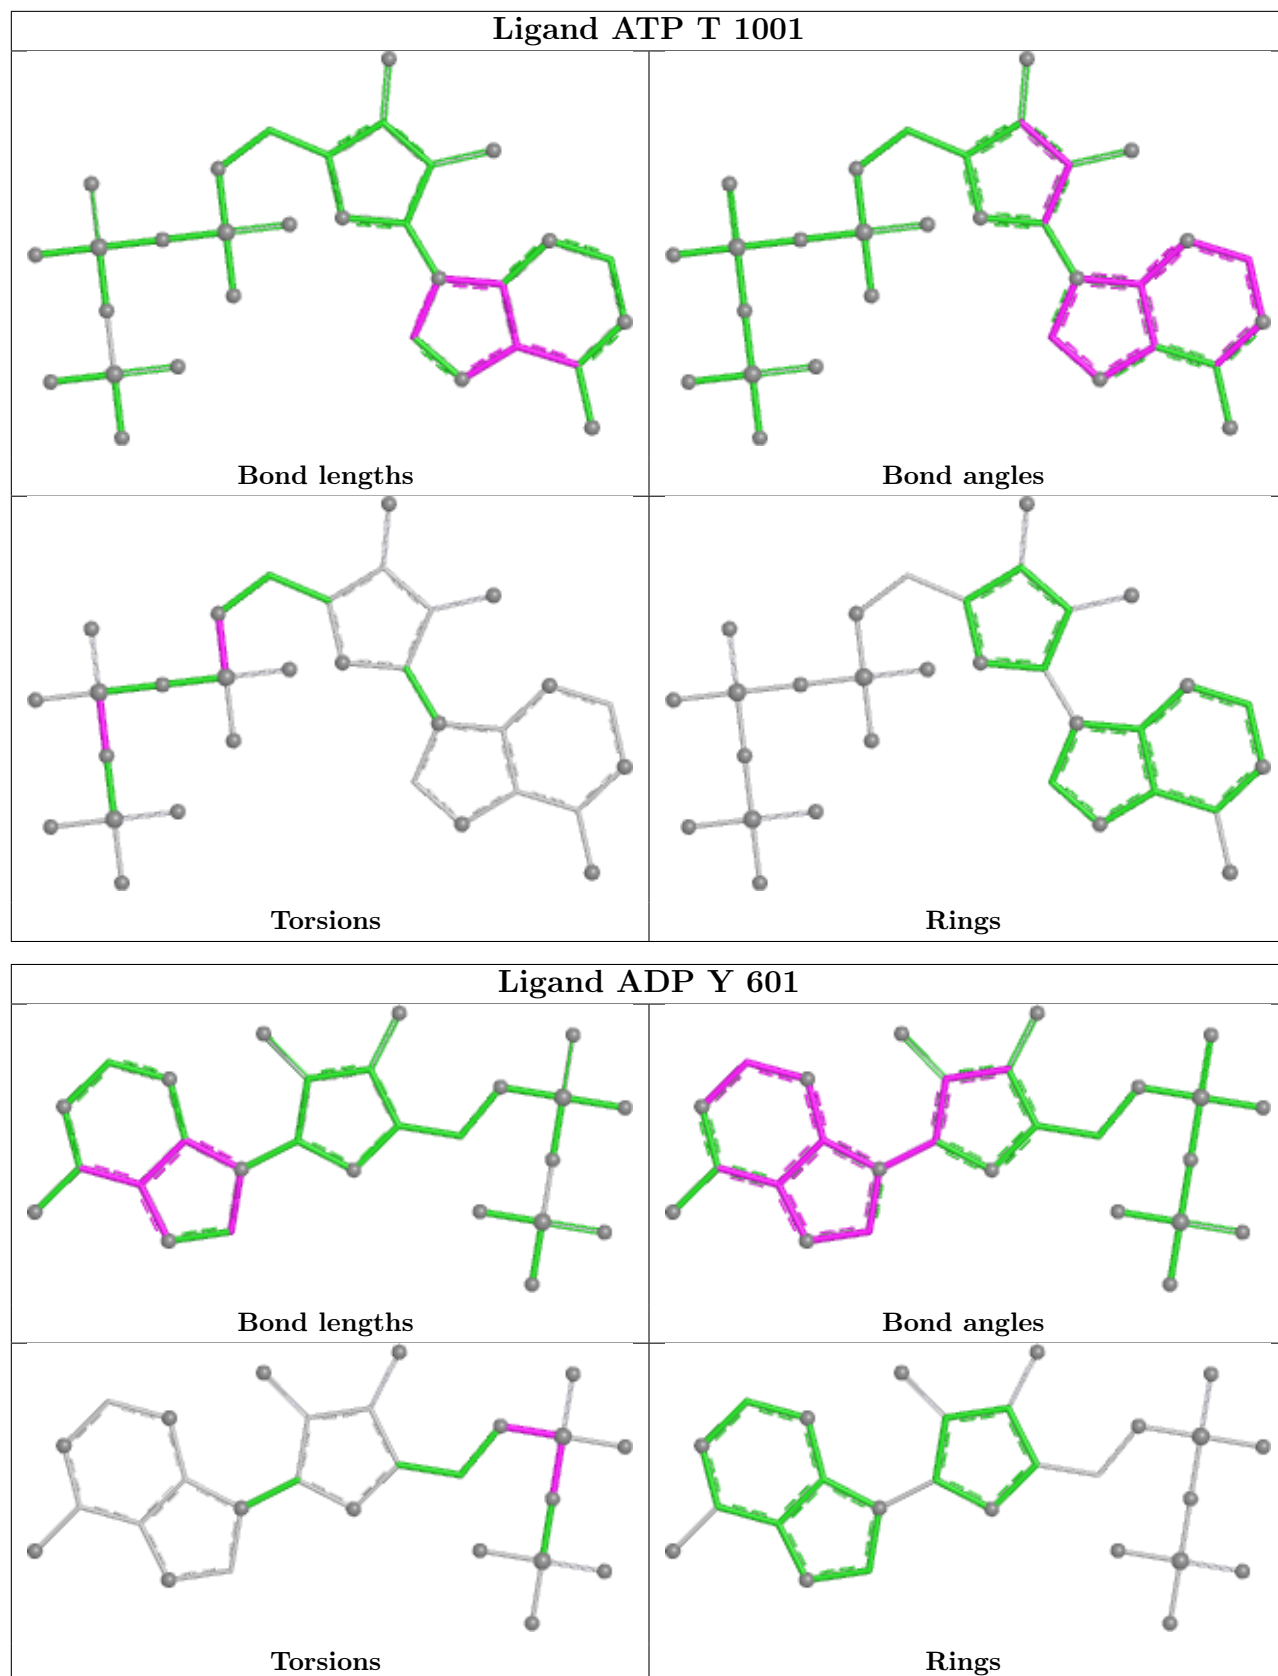 Ligand ATP T 1001
Bond lengths
Bond angles
Torsions
Rings
Ligand ADP Y 601
Bond lengths
Bond angles
Torsions
Rings